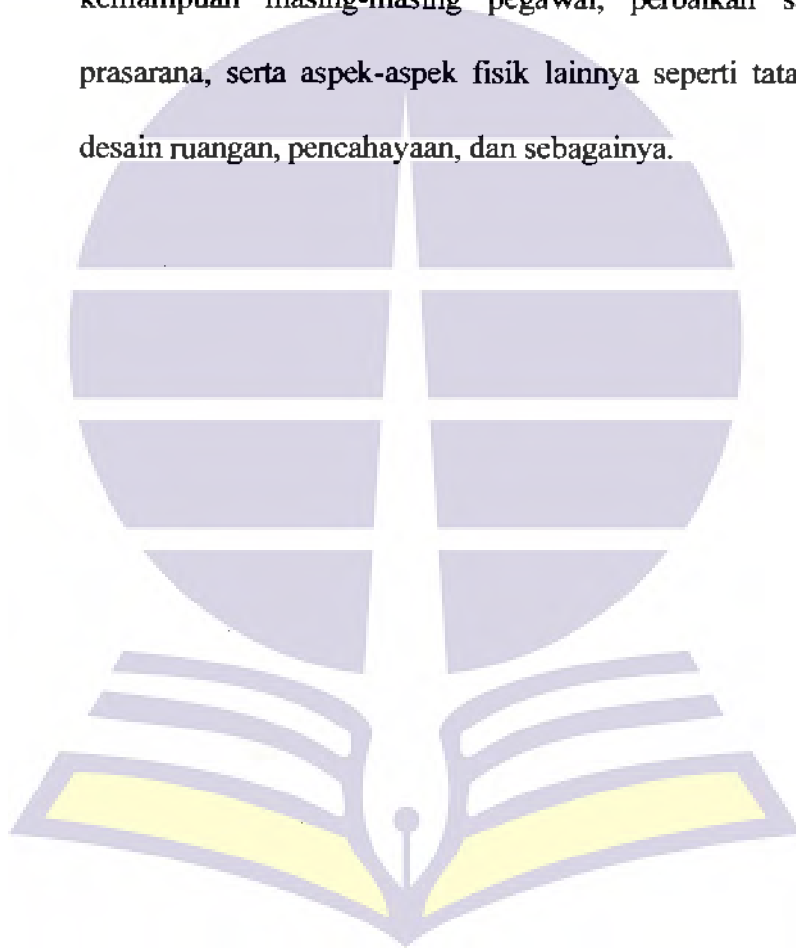 kemampuan masing-masing pegawai, perbaikan
prasarana, serta aspek-aspek fisik lainnya seperti tata
desain ruangan, pencahayaan, dan sebagainya.